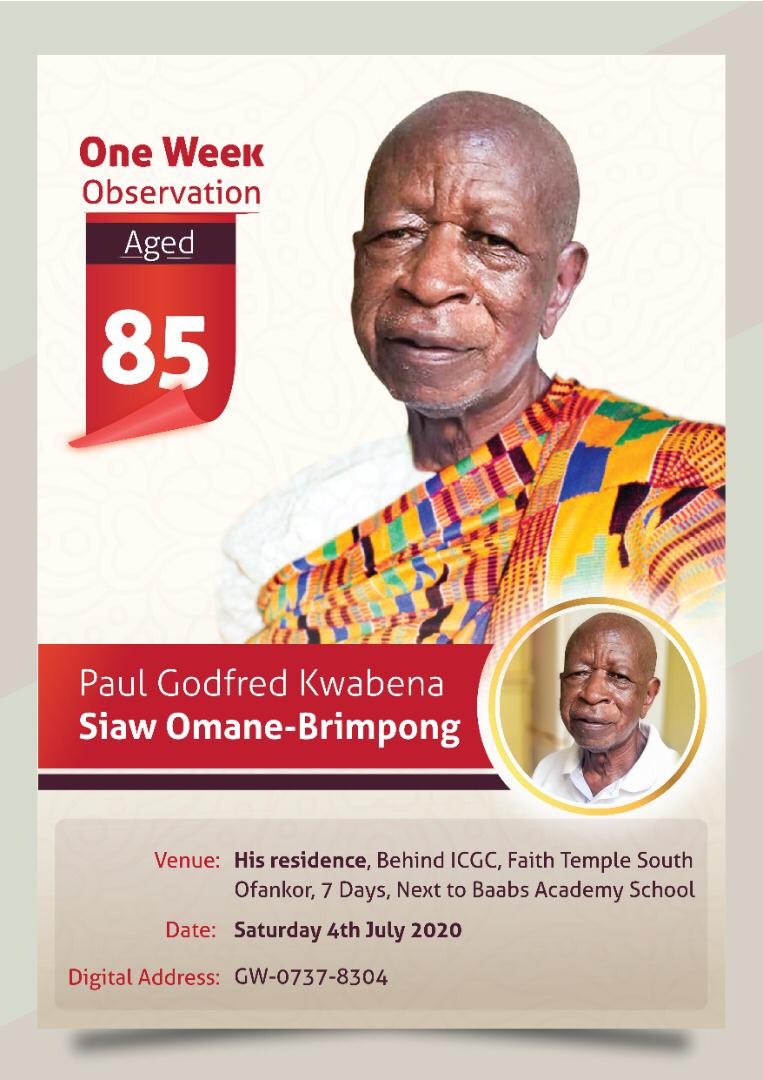 One Week
Observation
Aged
85
Paul Godfred Kwabena
Siaw Omane-Brimpong
Venue: His residence, Behind ICGC, Faith Temple South
Ofankor, 7 Days, Next to Baabs Academy School
Date: Saturday 4th July 2020
Digital Address: GW-0737-8304